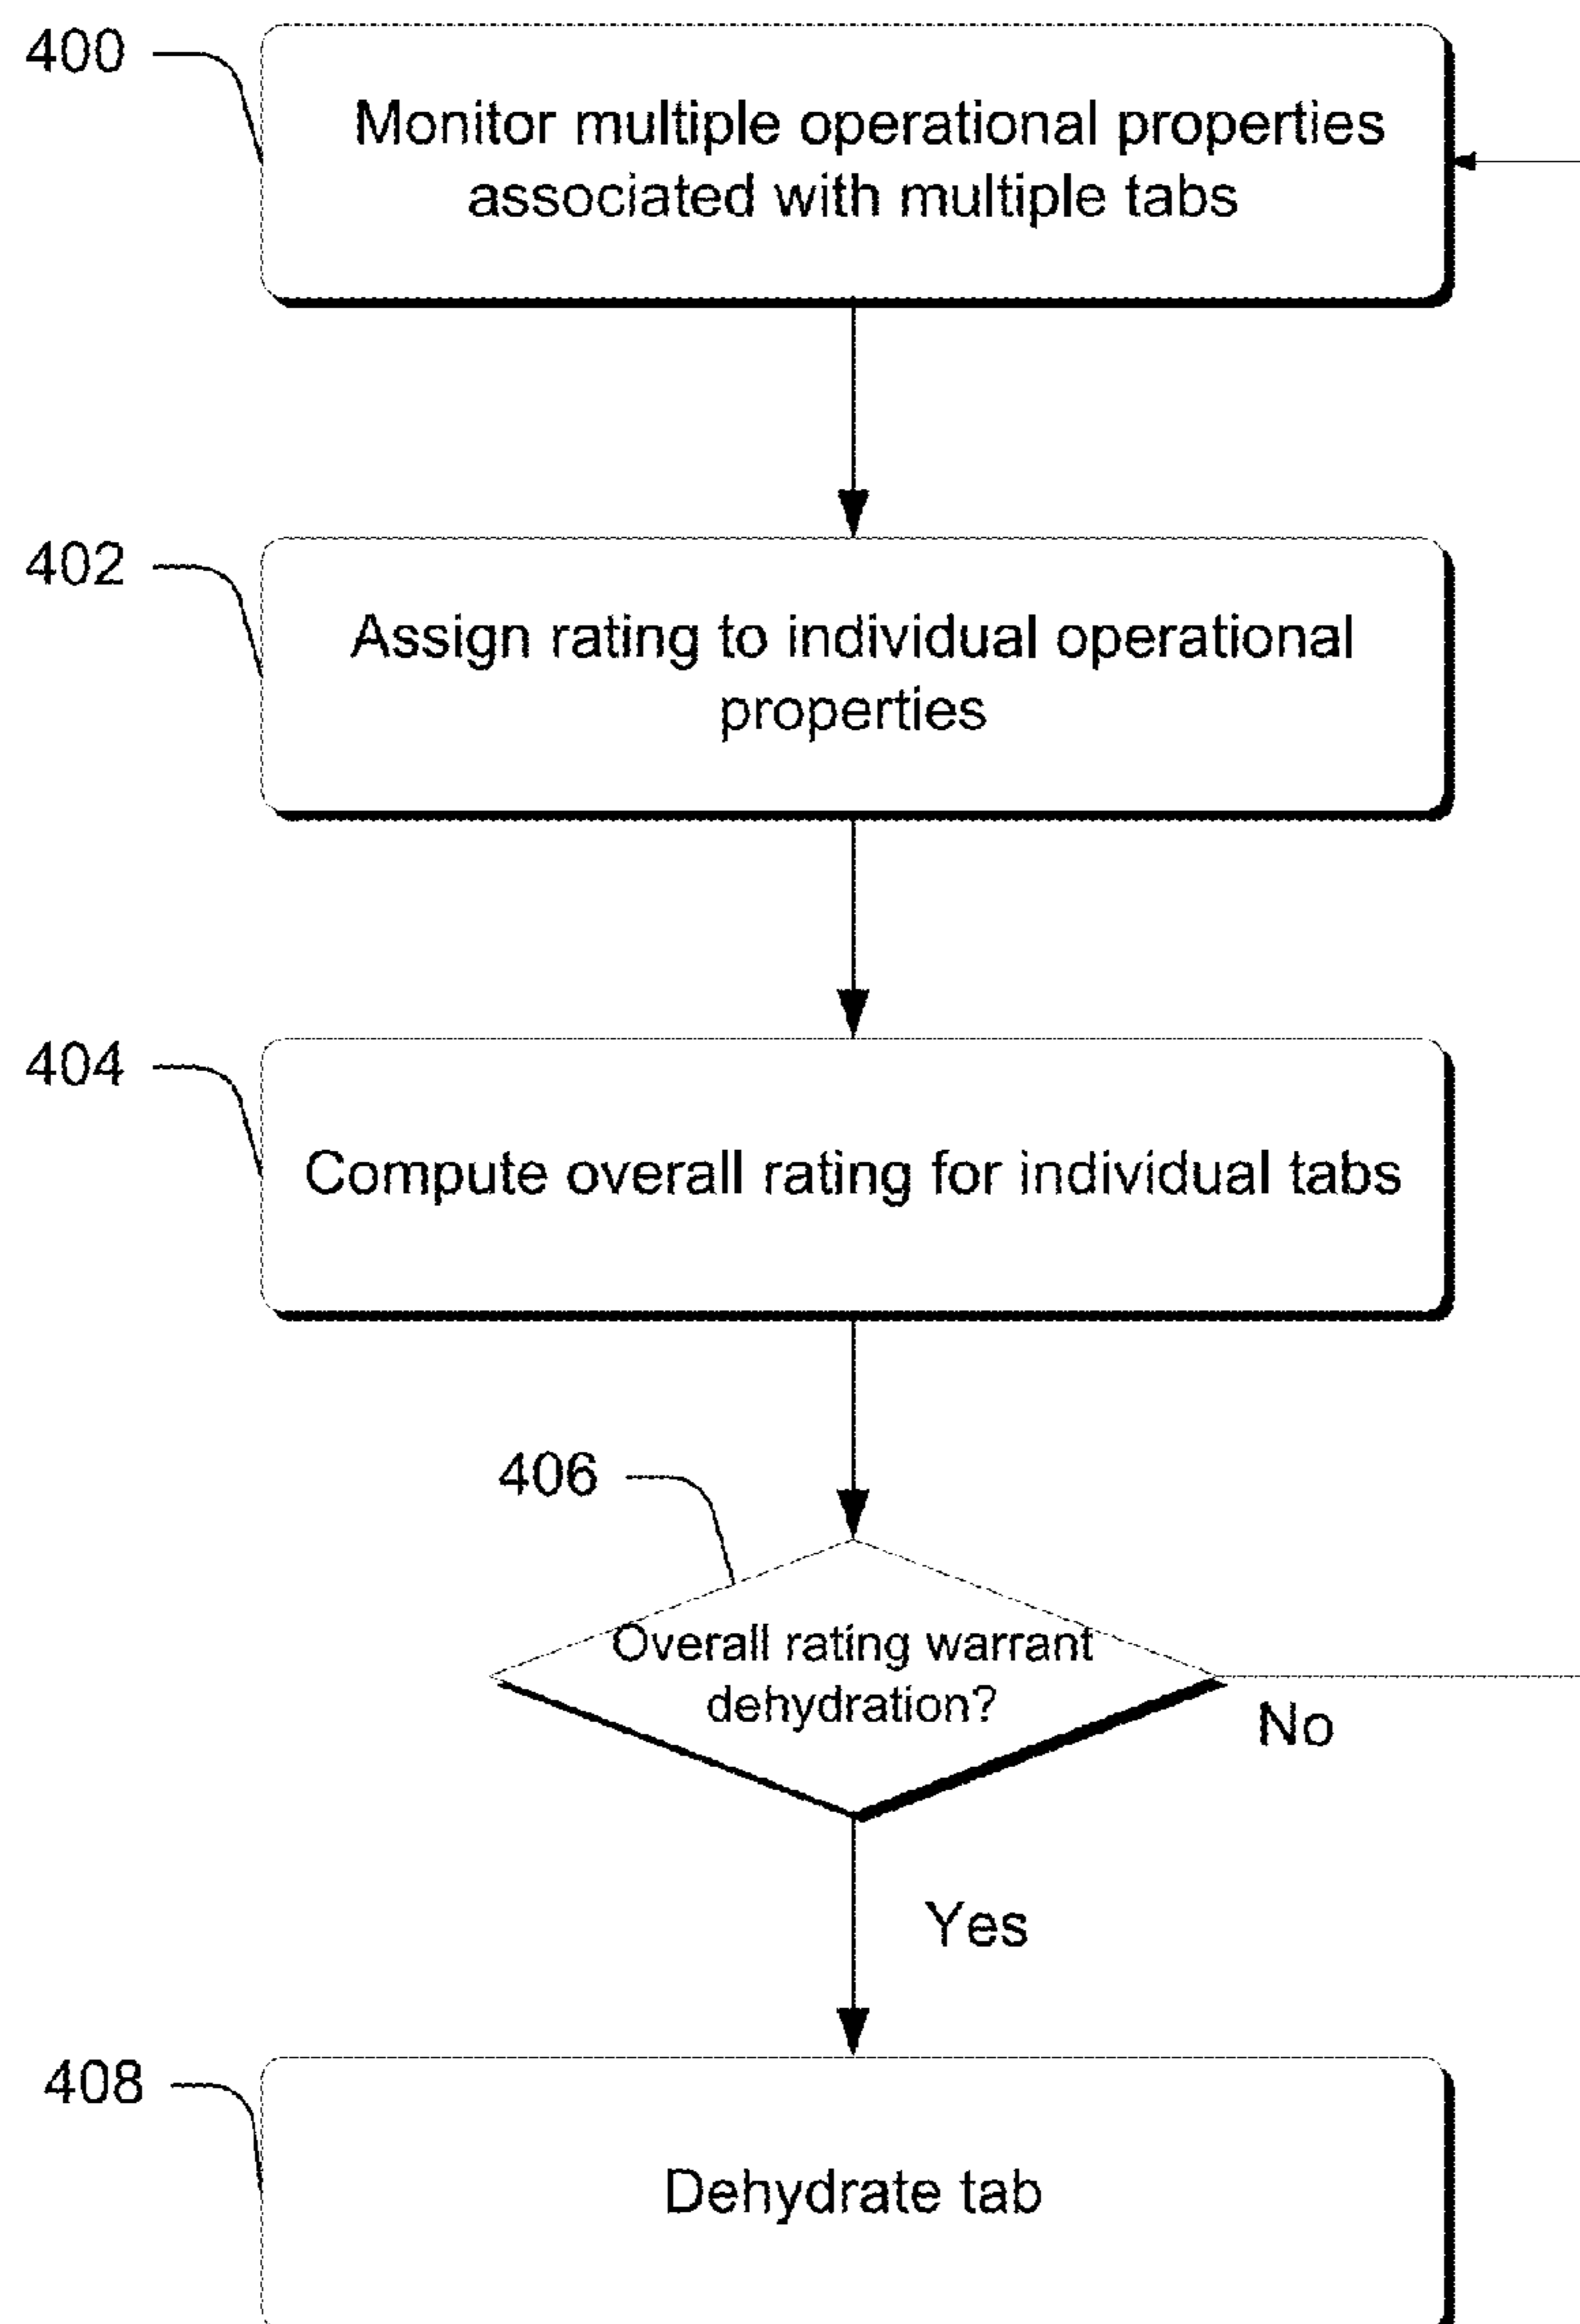 400
Monitor multiple operational properties
associated with multiple tabs
402
Assign rating to individual operational
properties
404
Compute overall rating for individual tabs
406
Overall rating warrant
dehydration?
No
Yes
408
Dehydrate tab